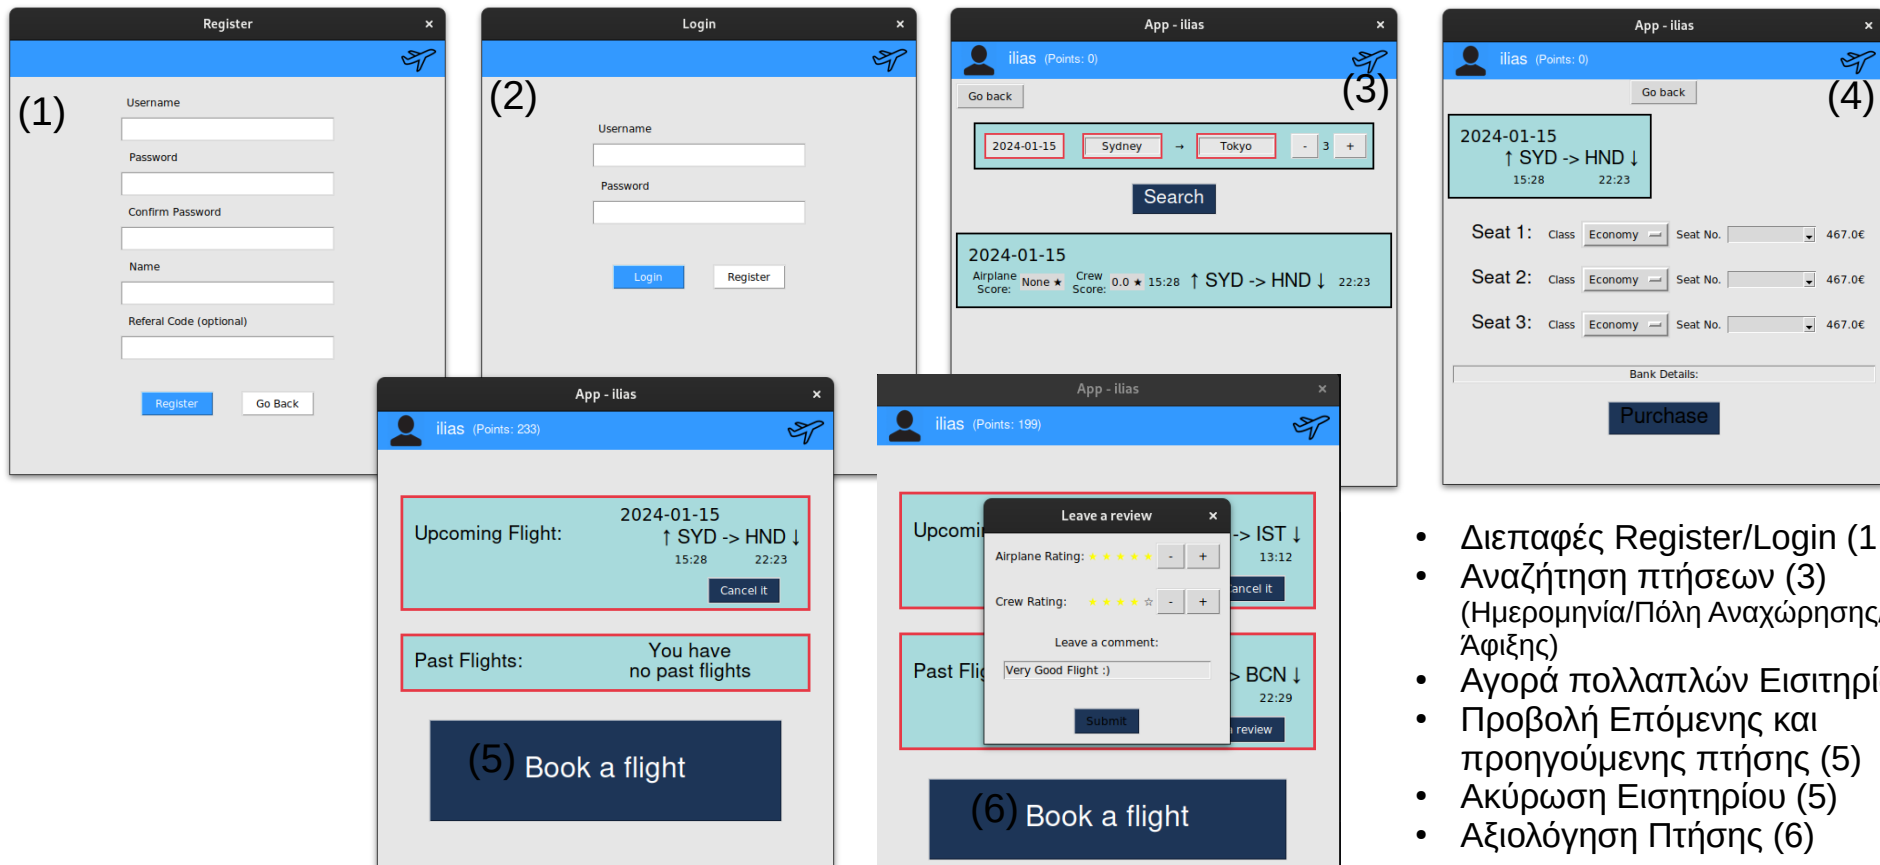 Register ×
(1)
Username
Password
Confirm Password
Name
Referal Code (optional)
Register Go Back
Login ×
(2)
Username
Password
Login Register
App - ilias ×
ilias (Points: 0)
(3)
Go back
2024-01-15 Sydney → Tokyo - 3 +
Search
2024-01-15
Airplane Score: None ★ Crew Score: 0.0 ★ 15:28 ↑ SYD -> HND ↓ 22:23
App - ilias ×
ilias (Points: 0)
(4)
Go back
2024-01-15
↑ SYD -> HND ↓
15:28 22:23
Seat 1: Class Economy Seat No. 467.0€
Seat 2: Class Economy Seat No. 467.0€
Seat 3: Class Economy Seat No. 467.0€
Bank Details:
Purchase
App - ilias ×
ilias (Points: 233)
Upcoming Flight:
2024-01-15
↑ SYD -> HND ↓
15:28 22:23
Cancel it
Past Flights:
You have
no past flights
(5) Book a flight
App - ilias ×
ilias (Points: 199)
-> IST ↓
13:12
> BCN ↓
22:29
review
Leave a review ×
Airplane Rating: ★ ★ ★ ★ ★ - +
Crew Rating: ★ ★ ★ ★ ☆ - +
Leave a comment:
Very Good Flight :)
Submit
Past
(6) Book a flight
• Διεπαφές Register/Login (1
• Αναζήτηση πτήσεων (3)
(Ημερομηνία/Πόλη Αναχώρησης/
Άφιξης)
• Αγορά πολλαπλών
• Προβολή Επόμενης και
προηγούμενης πτήσης (5)
• Ακύρωση Εισητηρίου (5)
• Αξιολόγηση Πτήσης (6)